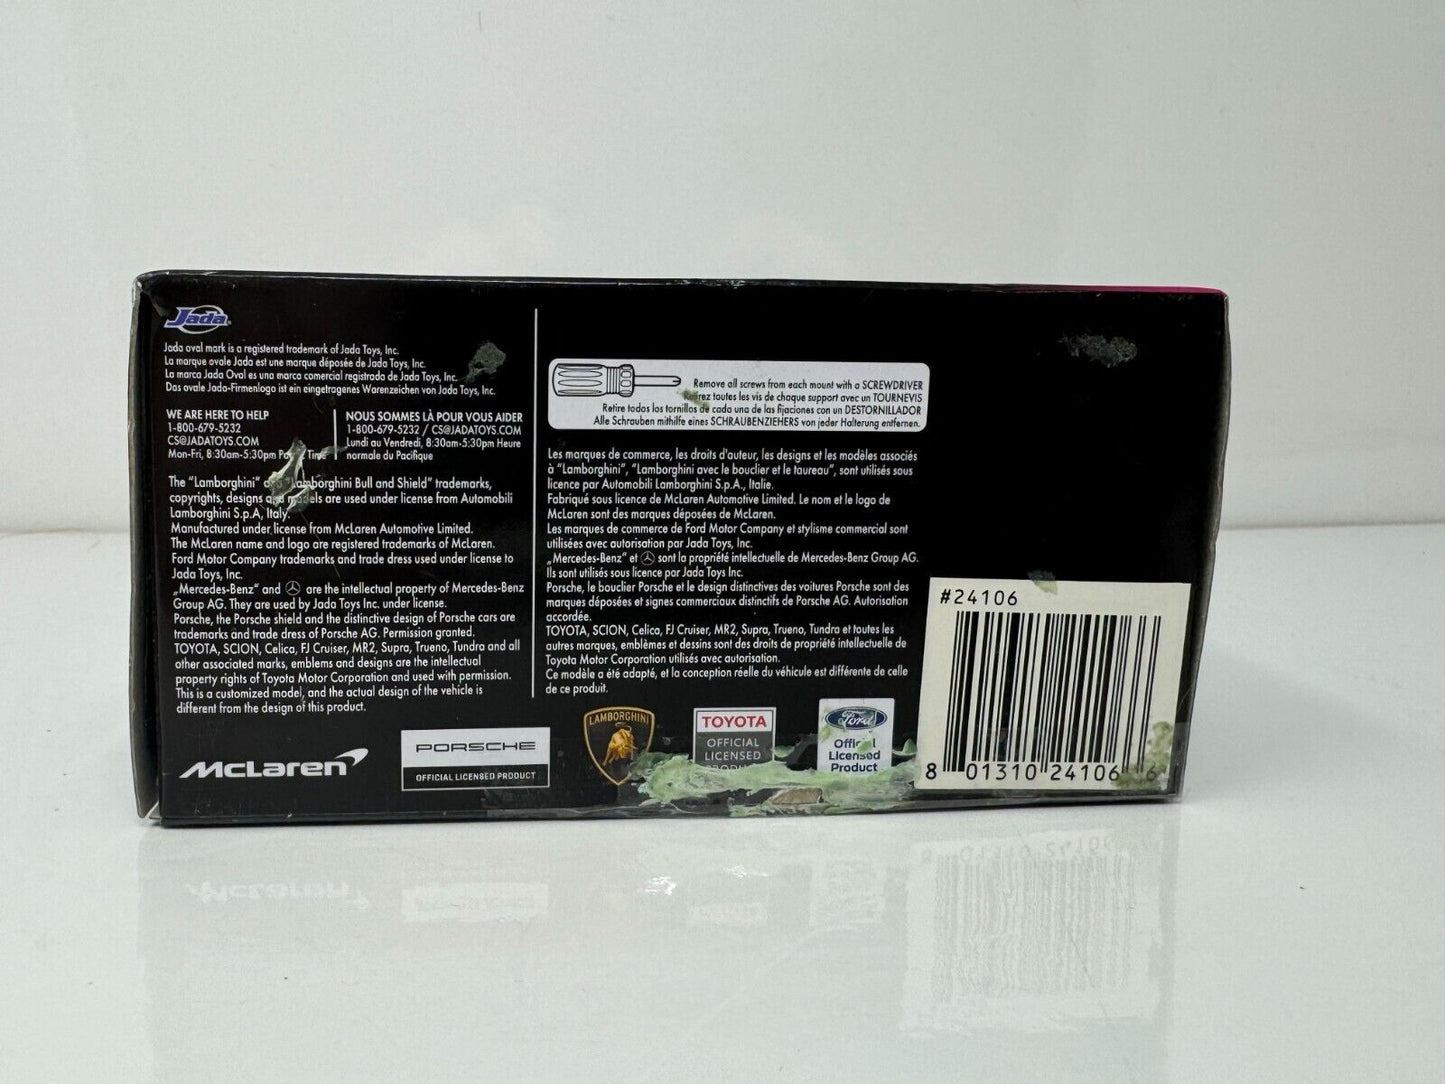 Jada
Jada oval mark is a registered trademark of Jada Toys, Inc.
La marque ovale Jada est une marque déposée de Jada Toys, Inc.
La marca Jada Oval es una marca comercial registrada de Jada Toys, Inc.
Das ovale Jada-Firmenlogo ist ein eingetragenes Warenzeichen von Jada Toys, Inc.
WE ARE HERE TO HELP
1-800-679-5232
CS@JADATOYS.COM
Mon-Fri, 8:30am-5:30pm Time
NOUS SOMMES LÀ POUR VOUS AIDER
1-800-679-5232 / CS@JADATOYS.COM
Lundi au Vendredi, 8:30am-5:30pm Heure
normale du Pacifique
The "Lamborghini" Lamborghini Bull and Shield" trademarks,
copyrights, designs and models are used under license from Automobili
Lamborghini S.p.A, Italy.
Manufactured under license from McLaren Automotive Limited.
The McLaren name and logo are registered trademarks of McLaren.
Ford Motor Company trademarks and trade dress used under license to
Jada Toys, Inc.
„Mercedes-Benz" and are the intellectual property of Mercedes-Benz
Group AG. They are used by Jada Toys Inc. under license.
Porsche, the Porsche shield and the distinctive design of Porsche cars are
trademarks and trade dress of Porsche AG. Permission granted.
TOYOTA, SCION, Celica, FJ Cruiser, MR2, Supra, Trueno, Tundra and all
other associated marks, emblems and designs are the intellectual
property rights of Toyota Motor Corporation and used with permission.
This is a customized model, and the actual design of the vehicle is
different from the design of this product.
McLaren
PORSCHE
OFFICIAL LICENSED PRODUCT
Remove all screws from each mount with a SCREWDRIVER
Retirez toutes les vis de chaque support avec un TOURNEVIS
Retire todos los tornillos de cada una de las fijaciones con un DESTORNILLADOR
Alle Schrauben mithilfe eines SCHRAUBENZIEHERS von jeder Halterung entfernen.
Les marques de commerce, les droits d'auteur, les designs et les modèles associés
à "Lamborghini", "Lamborghini avec le bouclier et le taureau", sont utilisés sous
licence par Automobili Lamborghini S.p.A., Italie.
Fabriqué sous licence de McLaren Automotive Limited. Le nom et le logo de
McLaren sont des marques déposées de McLaren.
Les marques de commerce de Ford Motor Company et stylisme commercial sont
utilisées avec autorisation par Jada Toys, Inc.
„Mercedes-Benz" et sont la propriété intellectuelle de Mercedes-Benz Group AG.
Ils sont utilisés sous licence par Jada Toys Inc.
Porsche, le bouclier Porsche et le design distinctives des voitures Porsche sont des
marques déposées et signes commerciaux distinctifs de Porsche AG. Autorisation
accordée.
TOYOTA, SCION, Celica, FJ Cruiser, MR2, Supra, Trueno, Tundra et toutes les
autres marques, emblèmes et dessins sont des droits de propriété intellectuelle de
Toyota Motor Corporation utilisés avec autorisation.
Ce modèle a été adapté, et la conception réelle du véhicule est différente de celle
de ce produit.
LAMBORGHINI
TOYOTA
OFFICIAL
LICENSED
PRODUCT
Ford
Official
Licensed
Product
#24106
8 01310 24106 6